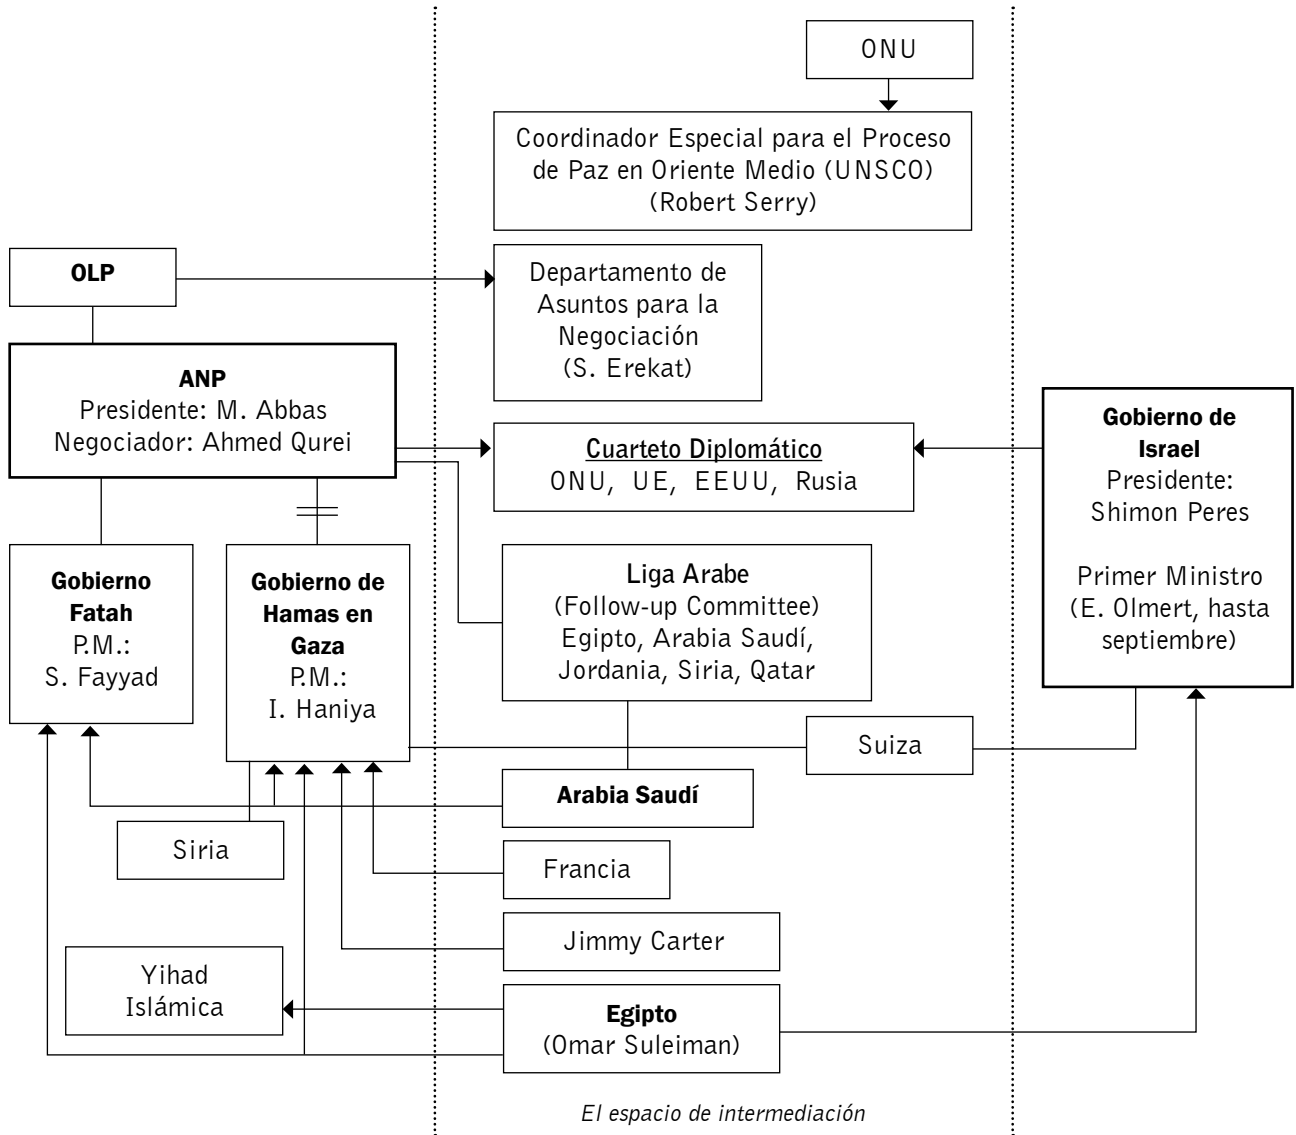 ONU
Coordinador Especial para el Proceso
de Paz en Oriente Medio (UNSCO)
(Robert Serry)
OLP
Departamento de
Asuntos para la
Negociación
(S. Erekat)
ANP
Presidente: M. Abbas
Negociador: Ahmed Qurei
Cuarteto Diplomático
ONU, UE, EEUU, Rusia
Gobierno de
Israel
Presidente:
Shimon Peres
Primer Ministro
(E. Olmert, hasta
septiembre)
Gobierno
Fatah
P.M.:
S. Fayyad
Gobierno de
Hamas en
Gaza
P.M.:
I. Haniya
Liga Arabe
(Follow-up Committee)
Egipto, Arabia Saudí,
Jordania, Siria, Qatar
Suiza
Arabia Saudí
Siria
Francia
Jimmy Carter
Yihad
Islámica
Egipto
(Omar Suleiman)
El espacio de intermediación